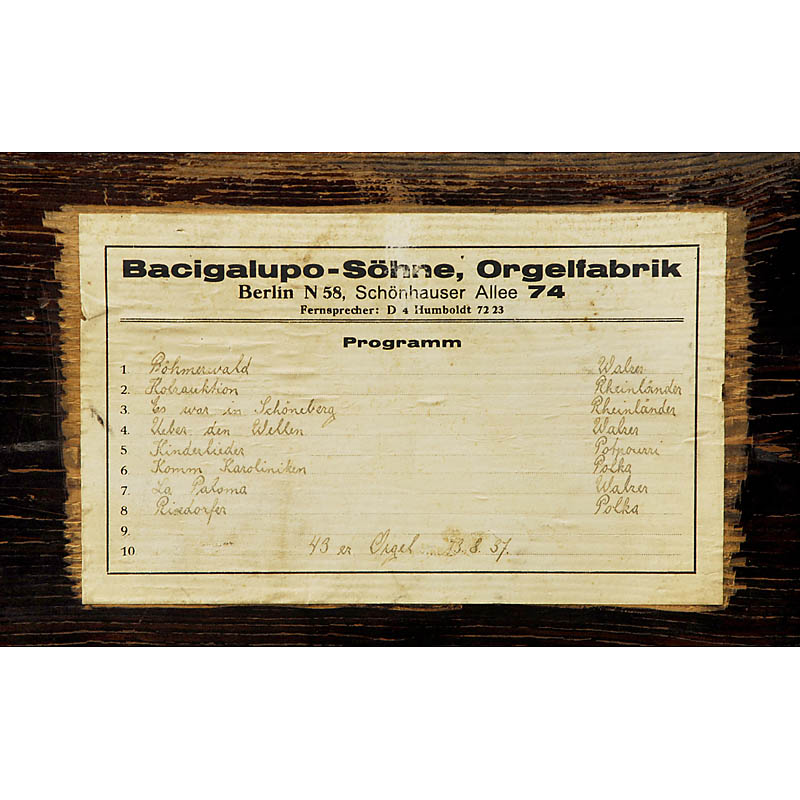 Bacigalupo-Söhne, Orgelfabrik
Berlin N 58, Schönhauser Allee 74
Fernsprecher: D 4 Humboldt 72 23
Programm
1 Böhmerwald Walzer
2. Holzauktion Rheinländer
3. Es war in Schöneberg Rheinländer
4. Ueber den Wellen Walzer
5 Kinderlieder Potpourri
6 Komm Karoliniken Polka
7. La Paloma Walzer
8 Rixdorfer Polka
9.
10 43 er Orgel 13. 8. 37.